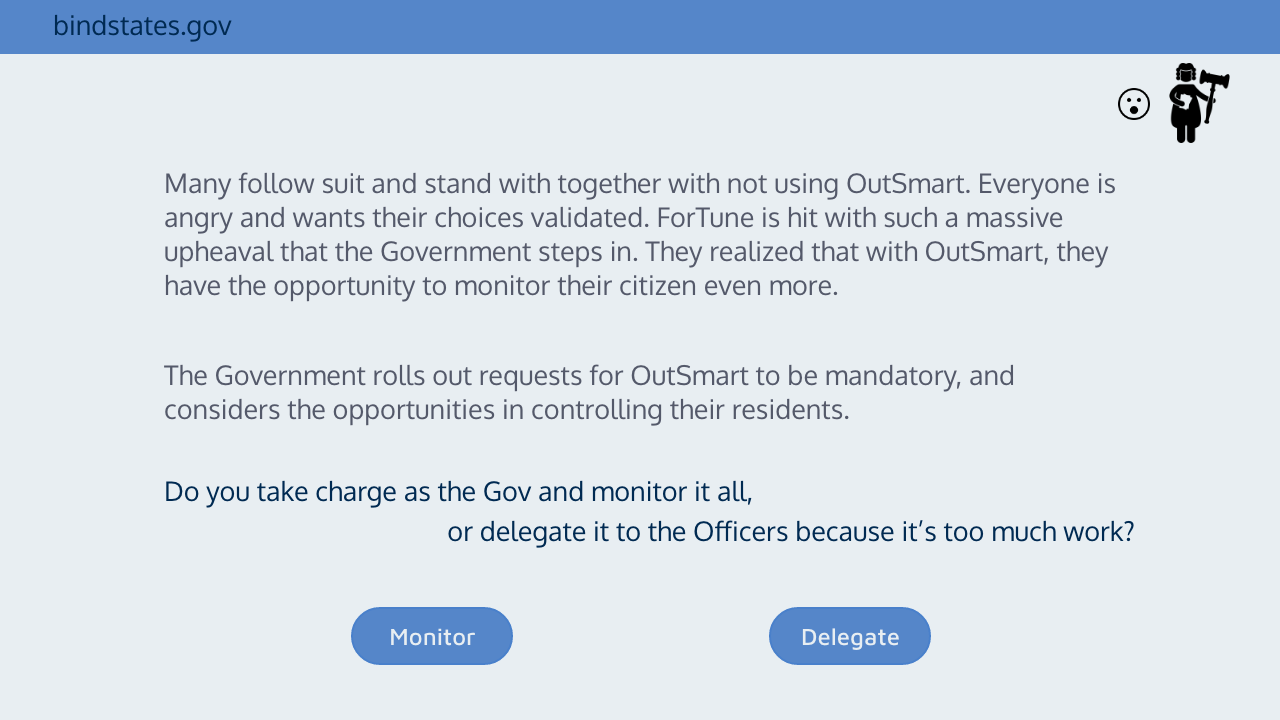 bindstates.gov
Many follow suit and stand with together with not using OutSmart. Everyone is
angry and wants their choices validated. ForTune is hit with such a massive
upheaval that the Government steps in. They realized that with OutSmart, they
have the opportunity to monitor their citizen even more.
The Government rolls out requests for OutSmart to be mandatory, and
considers the opportunities in controlling their residents.
Do you take charge as the Gov and monitor it all,
or delegate it to the Officers because it’s too much work?
Monitor
Delegate